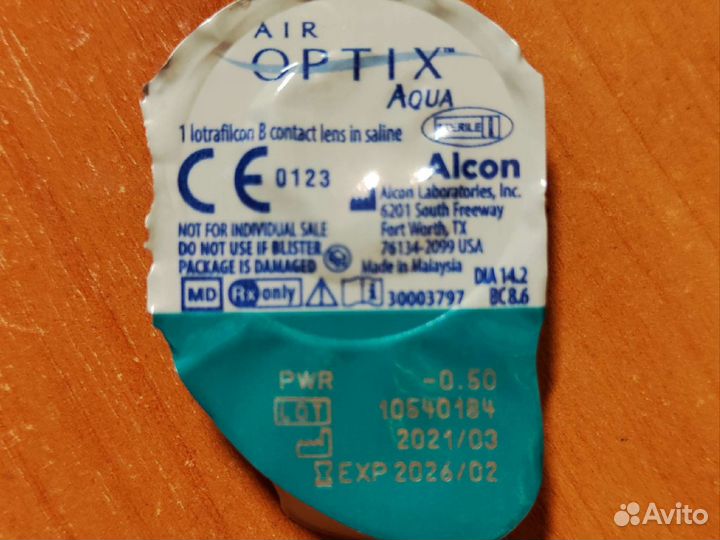 AIR
OPTIX™
AQUA
1 lotrafilcon B contact lens in saline
STERILE
CE 0123
Alcon
Alcon Laboratories, Inc.
6201 South Freeway
Fort Worth, TX
76134-2099 USA
Made in Malaysia
NOT FOR INDIVIDUAL SALE
DO NOT USE IF BLISTER
PACKAGE IS DAMAGED
DIA 14.2
BC 8.6
MD Rx only 30003797
PWR -0.50
LOT 10540184
2021/03
EXP 2026/02
Avito